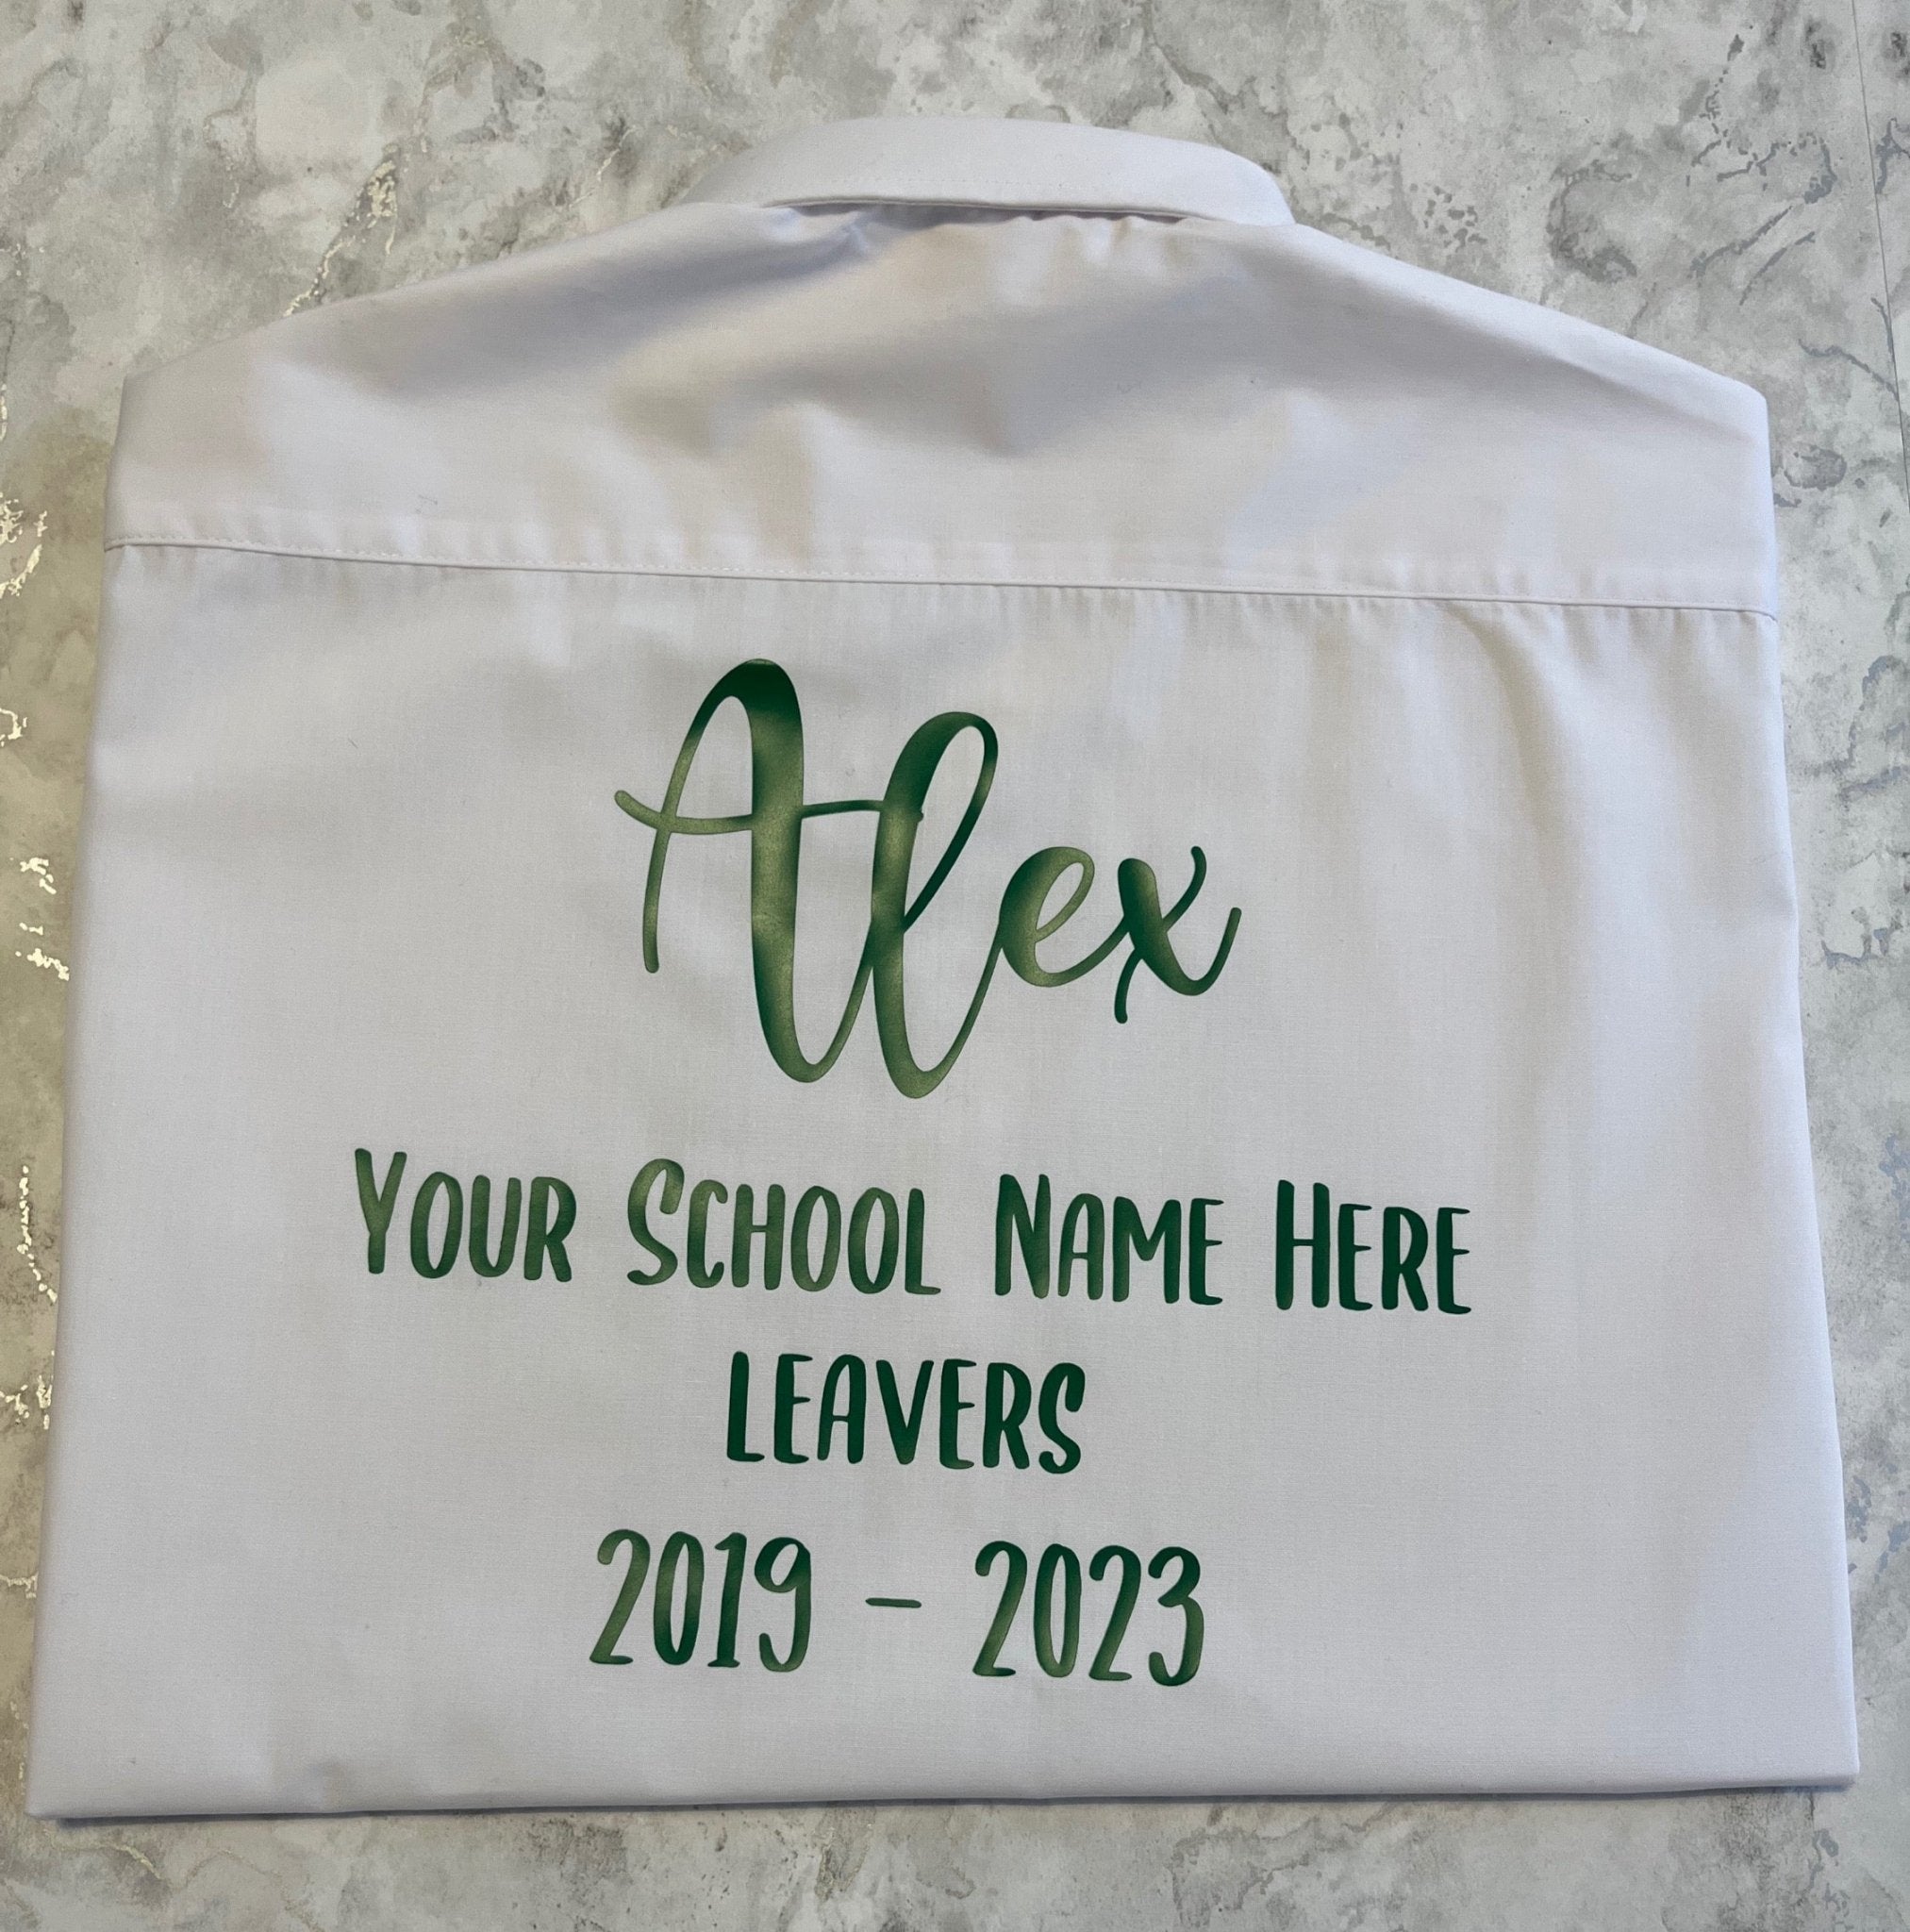 Alex
YOUR SCHOOL NAME HERE
LEAVERS
2019 - 2023